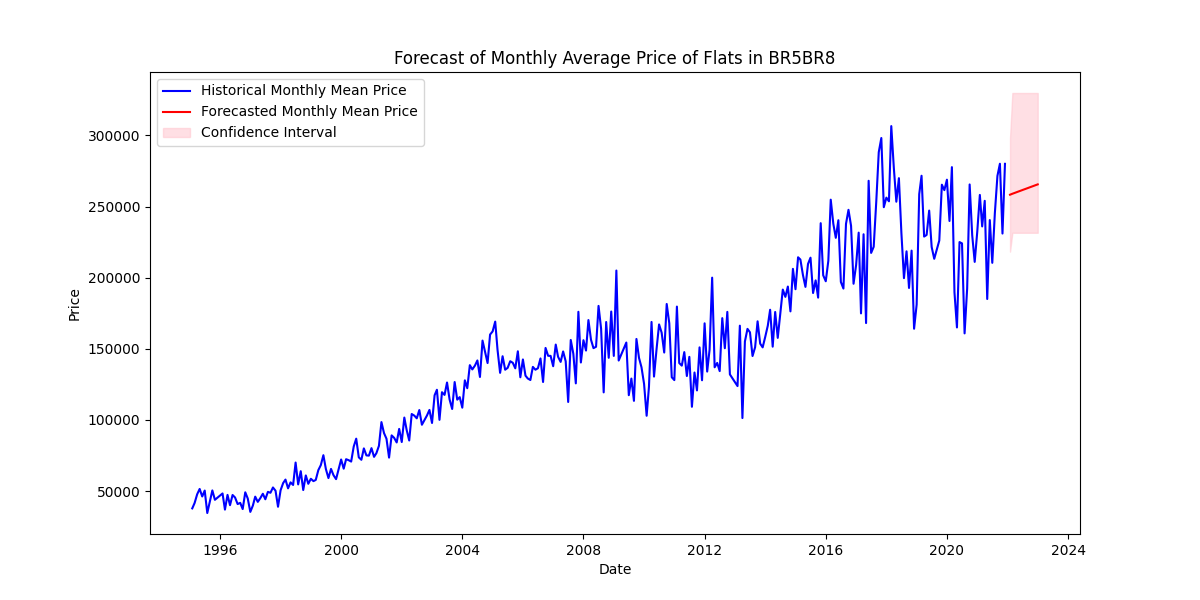 Forecast of Monthly Average Price of Flats in BR5BR8
Historical Monthly Mean Price
Forecasted Monthly Mean Price
Confidence Interval
300000
250000
200000
150000
100000
50000
Price
1996 2000 2004 2008 2012 2016 2020 2024
Date